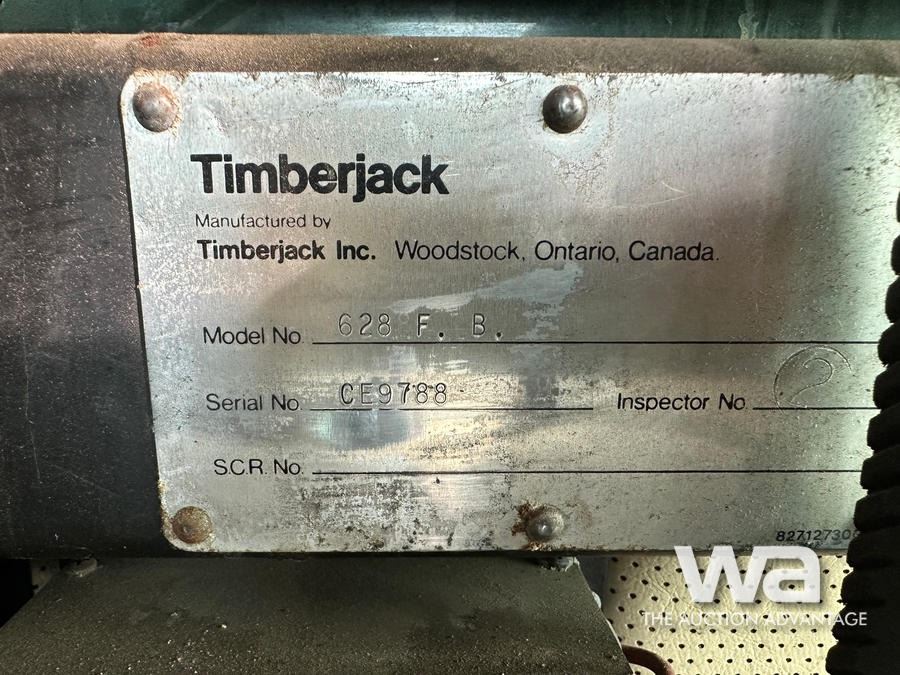 Timberjack
Manufactured by
Timberjack Inc. Woodstock, Ontario, Canada.
Model No. 628 F. B.
Serial No. CE9788 Inspector No. 2
S.C.R. No.
wa
THE AUCTION ADVANTAGE